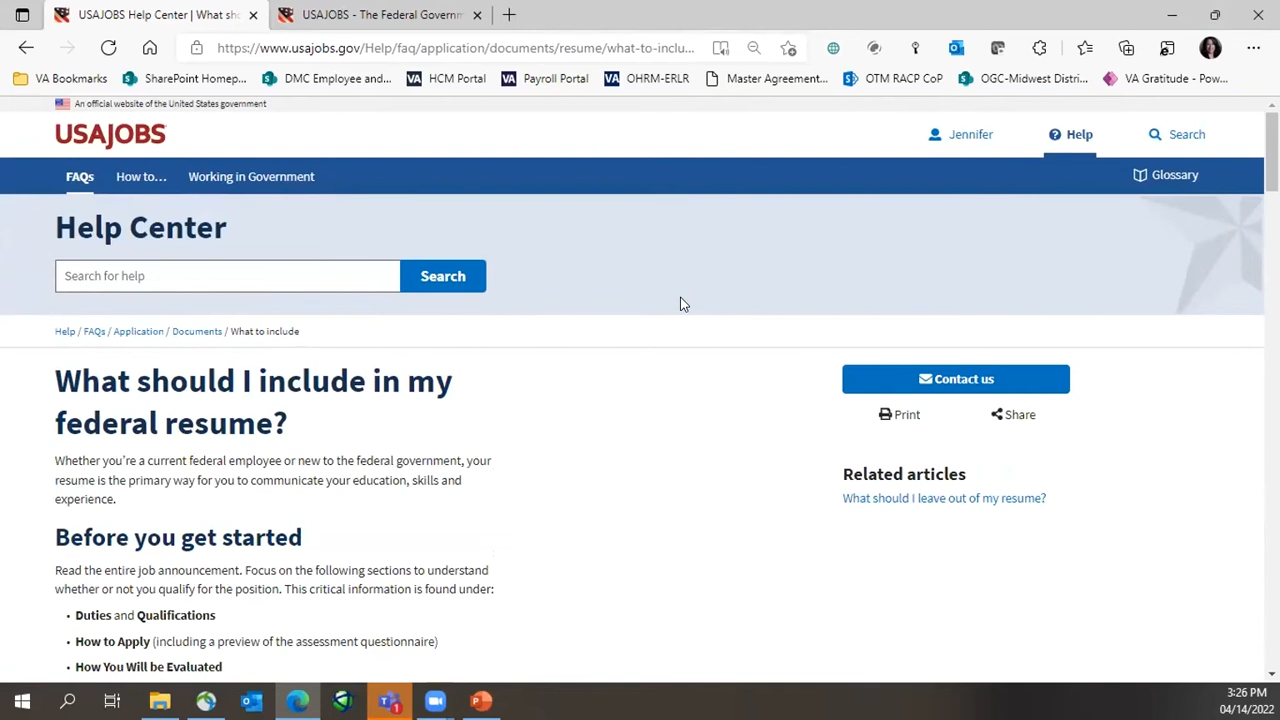 USAJOBS Help Center | What sho
USAJOBS - The Federal Governm
https://www.usajobs.gov/Help/faq/application/documents/resume/what-to-inclu...
VA Bookmarks
SharePoint Homep...
DMC Employee and...
VA HCM Portal
VA Payroll Portal
VA OHRM-ERLR
Master Agreement...
OTM RACP CoP
OGC-Midwest Distri...
VA Gratitude - Pow...
An official website of the United States government
USAJOBS
Jennifer
Help
Search
FAQs
How to...
Working in Government
Glossary
Help Center
Search for help
Search
Help / FAQs / Application / Documents / What to include
What should I include in my
federal resume?
Contact us
Print
Share
Whether you're a current federal employee or new to the federal government, your
resume is the primary way for you to communicate your education, skills and
experience.
Related articles
What should I leave out of my resume?
Before you get started
Read the entire job announcement. Focus on the following sections to understand
whether or not you qualify for the position. This critical information is found under:
• Duties and Qualifications
• How to Apply (including a preview of the assessment questionnaire)
• How You Will be Evaluated
3:26 PM
04/14/2022